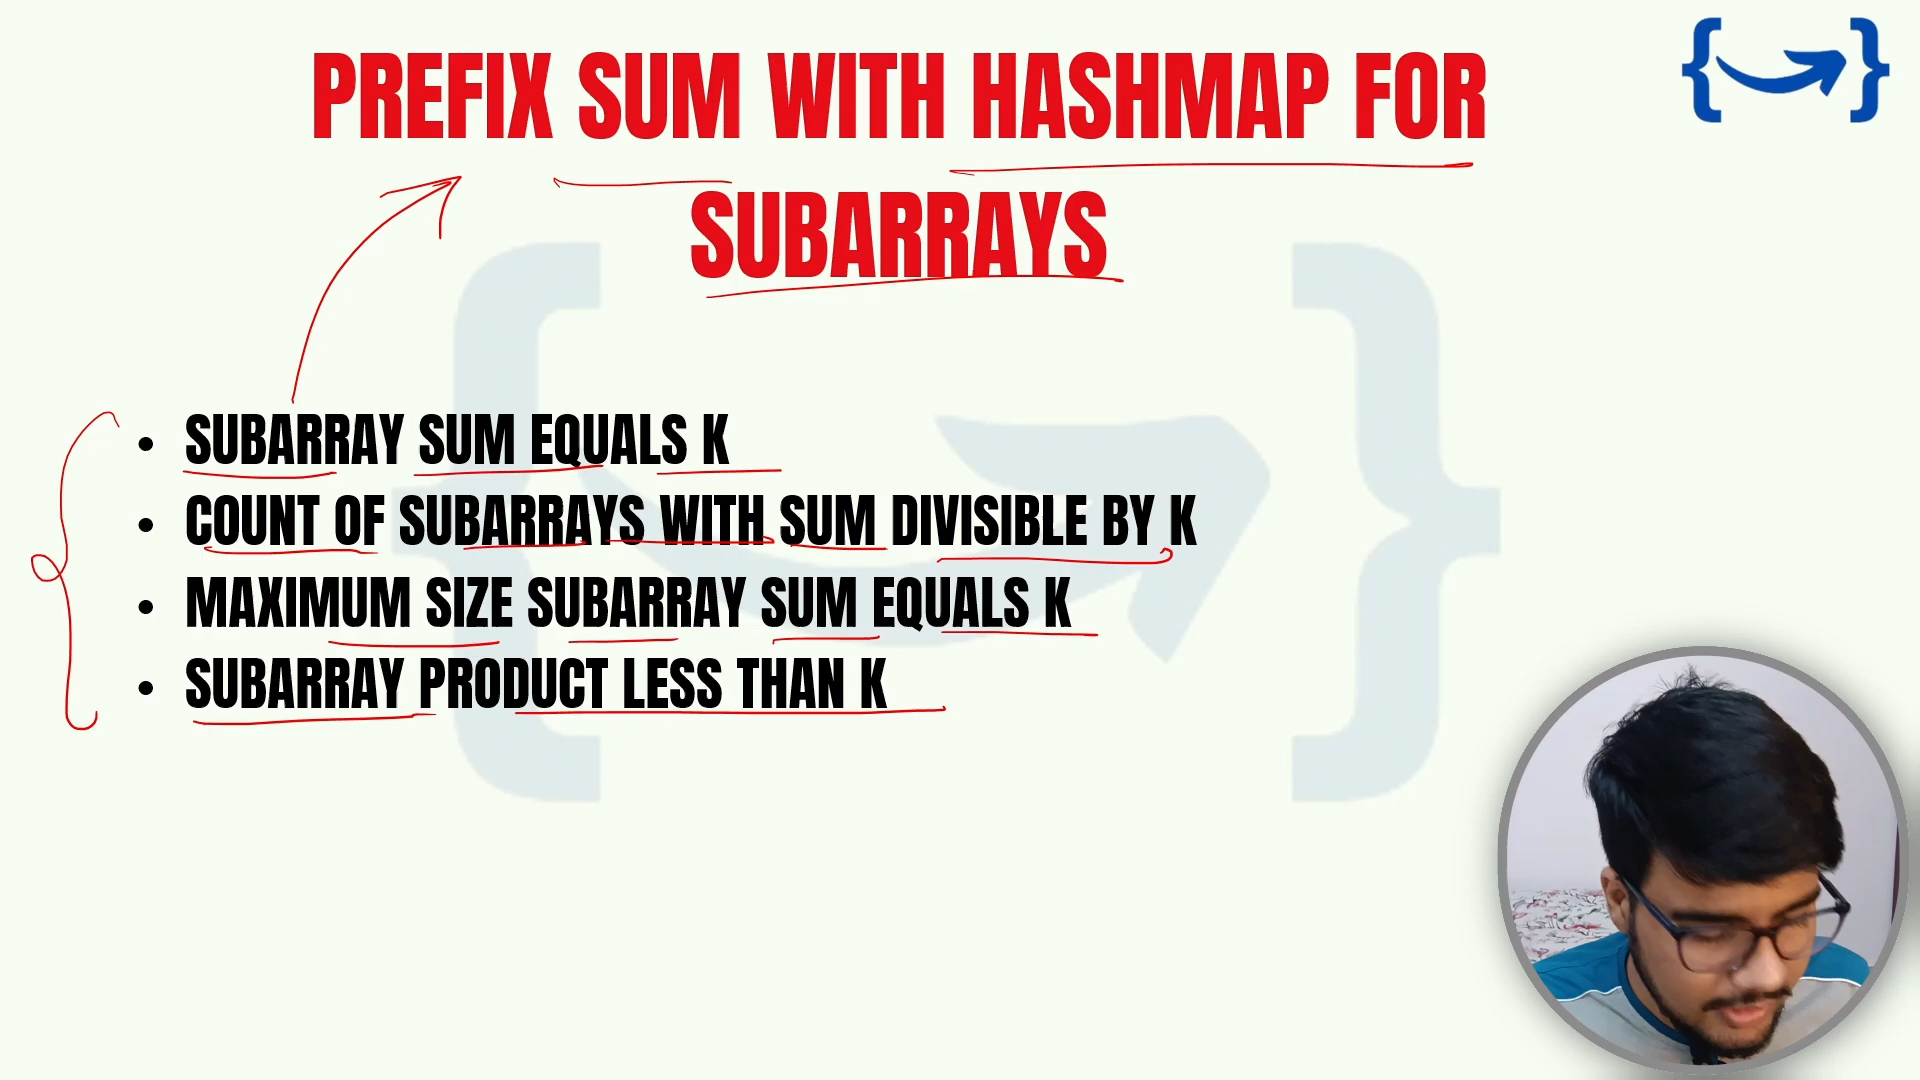 PREFIX SUM WITH HASHMAP FOR
SUBARRAYS
• SUBARRAY SUM EQUALS K
• COUNT OF SUBARRAYS WITH SUM DIVISIBLE BY K
• MAXIMUM SIZE SUBARRAY SUM EQUALS K
• SUBARRAY PRODUCT LESS THAN K